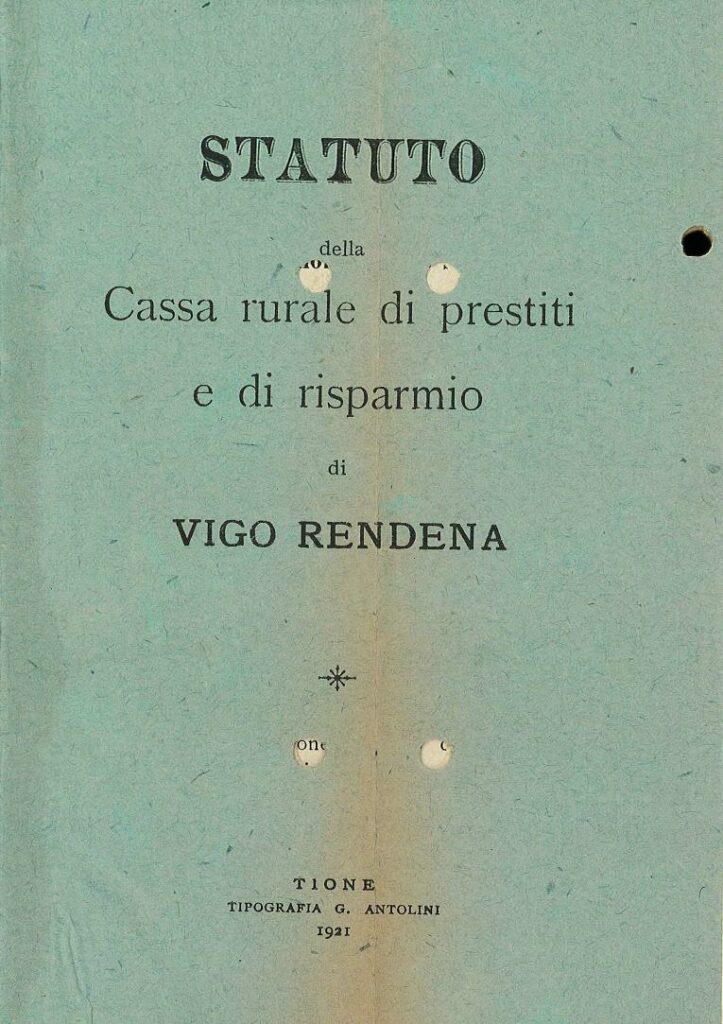 STATUTO
della
Cassa rurale di prestiti
e di risparmio
di
VIGO RENDENA
TIONE
TIPOGRAFIA G. ANTOLINI
1921